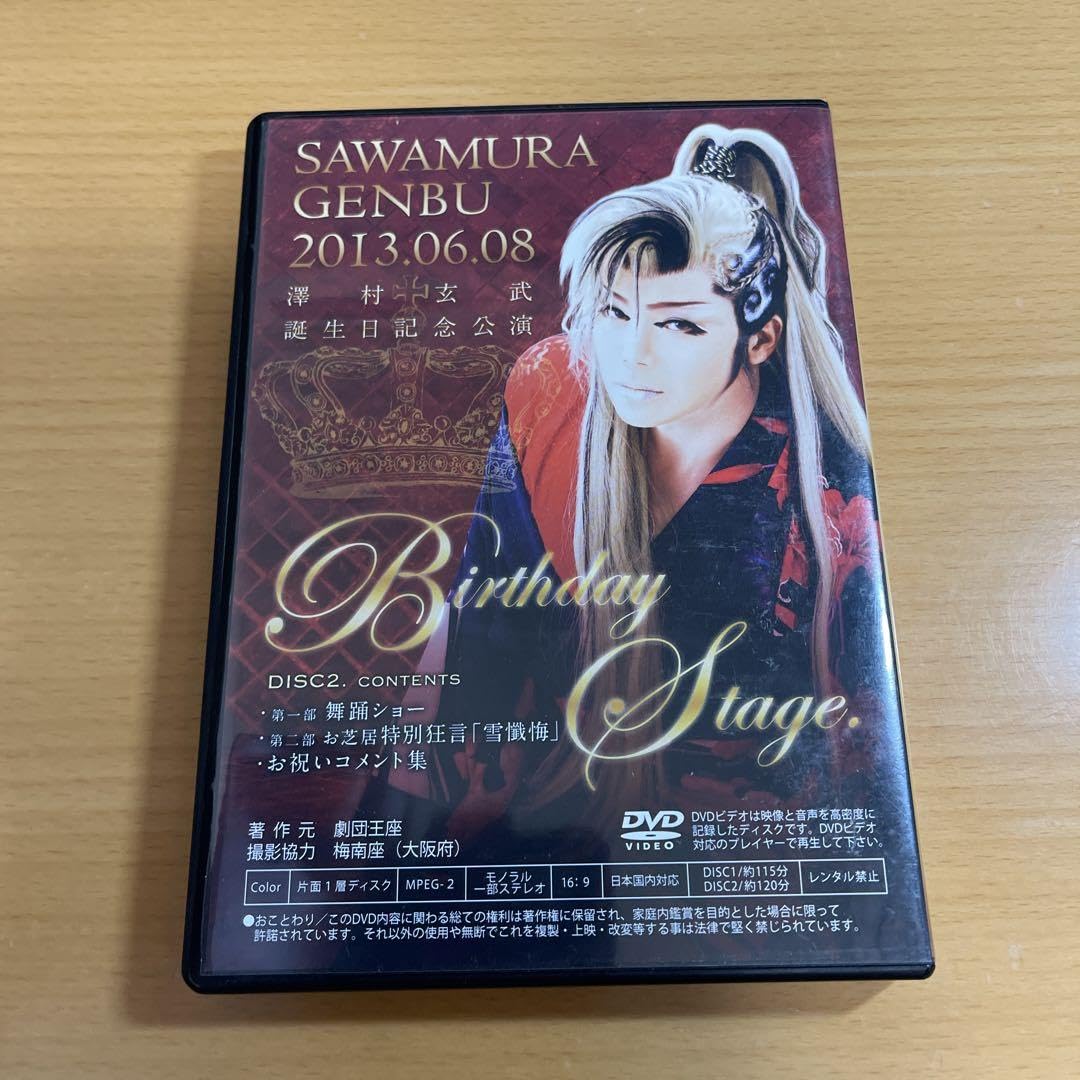 SAWAMURA
GENBU
2013.06.08
澤村玄武
誕生日記念公演
Birthday
Stage.
DISC2. CONTENTS
・第一部 舞踊ショー
・第二部 お芝居特別狂言「雪懺悔」
・お祝いコメント集
著作元 劇団王座
撮影協力 梅南座（大阪府）
DVD
VIDEO
DVDビデオは映像と音声を高密度に
記録したディスクです。DVDビデオ
対応のプレイヤーで再生して下さい。
Color 片面1層ディスク MPEG-2 モノラル 一部ステレオ 16:9 日本国内対応 DISC1/約115分 DISC2/約120分 レンタル禁止
●おことわり／このDVD内容に関わる総ての権利は著作権に保留され、家庭内鑑賞を目的とした場合に限って
許諾されています。それ以外の使用や無断でこれを複製・上映・改変等する事は法律で堅く禁じられています。